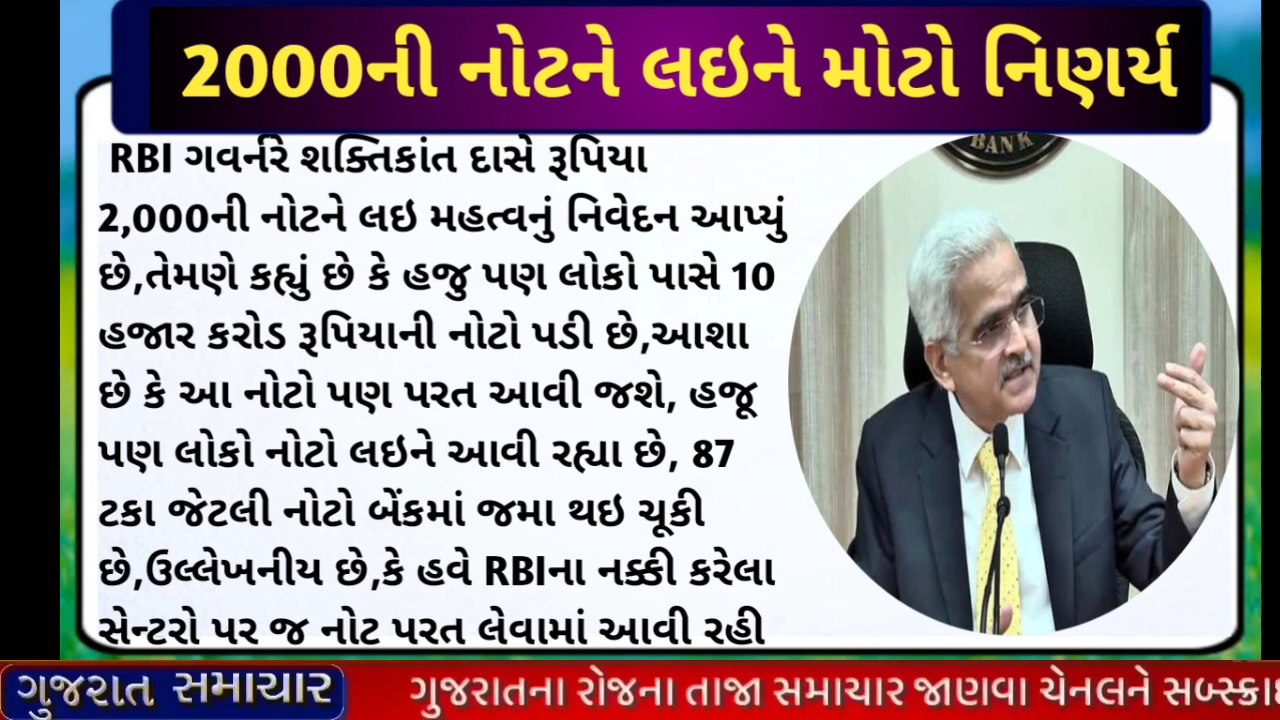 2000ની નોટને લઇને મોટો નિણર્ય
BANK
RBI ગવર્નરે શક્તિકાંત દાસે રૂપિયા
2,000ની નોટને લઇ મહત્વનું નિવેદન આપ્યું
છે,તેમણે કહ્યું છે કે હજુ પણ લોકો પાસે 10
હજાર કરોડ રૂપિયાની નોટો પડી છે,આશા
છે કે આ નોટો પણ પરત આવી જશે, હજૂ
પણ લોકો નોટો લઇને આવી રહ્યા છે, 87
ટકા જેટલી નોટો બેંકમાં જમા થઇ ચૂકી
છે,ઉલ્લેખનીય છે,કે હવે RBIના નક્કી કરેલા
સેન્ટરો પર જ નોટ પરત લેવામાં આવી રહી
ગુજરાત સમાચાર
ગુજરાતના રોજના તાજા સમાચાર જાણવા ચેનલને